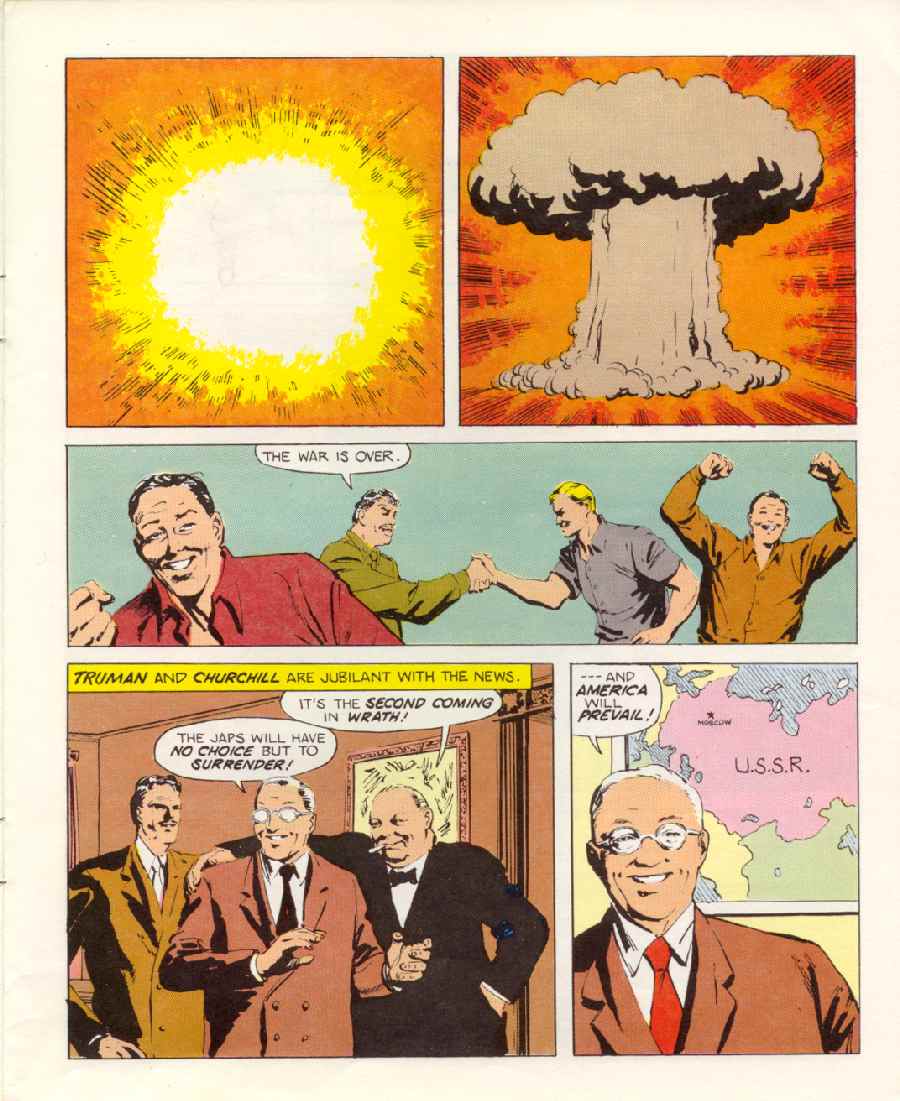 THE WAR IS OVER.
TRUMAN AND CHURCHILL ARE JUBILANT WITH THE NEWS.
THE JAPS WILL HAVE
NO CHOICE BUT TO
SURRENDER!
IT'S THE SECOND COMING
IN WRATH!
--- AND
AMERICA
WILL
PREVAIL!
MOSCOW
U.S.S.R.